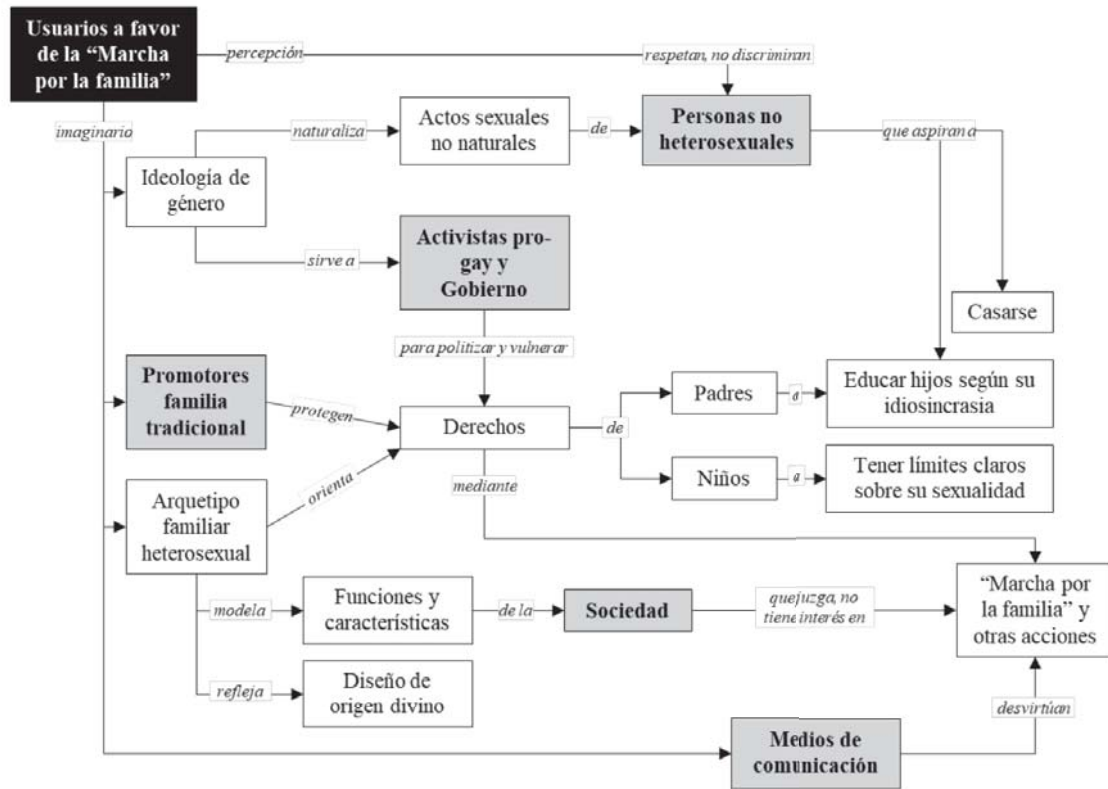 Usuarios a favor
de la “Marcha
por la familia”
percepción
respetan, no discriman
imaginario
naturaliza
Actos sexuales
no naturales
de
Personas no
heterosexuales
que aspiran a
Ideología de
género
sirve a
Activistas pro-
gay y
Gobierno
Casarse
para politizar y vulnerar
Promotores
familia
tradicional
protegen
Derechos
de
Padres
a
Educar hijos según su
idiosincrasia
Niños
a
Tener límites claros
sobre su sexualidad
mediante
orienta
Arquetipo
familiar
heterosexual
modela
Funciones y
características
de la
Sociedad
que juzga, no
tiene interés en
“Marcha por
la familia” y
otras acciones
refleja
Diseño de
origen divino
desvirtúan
Medios de
comunicación